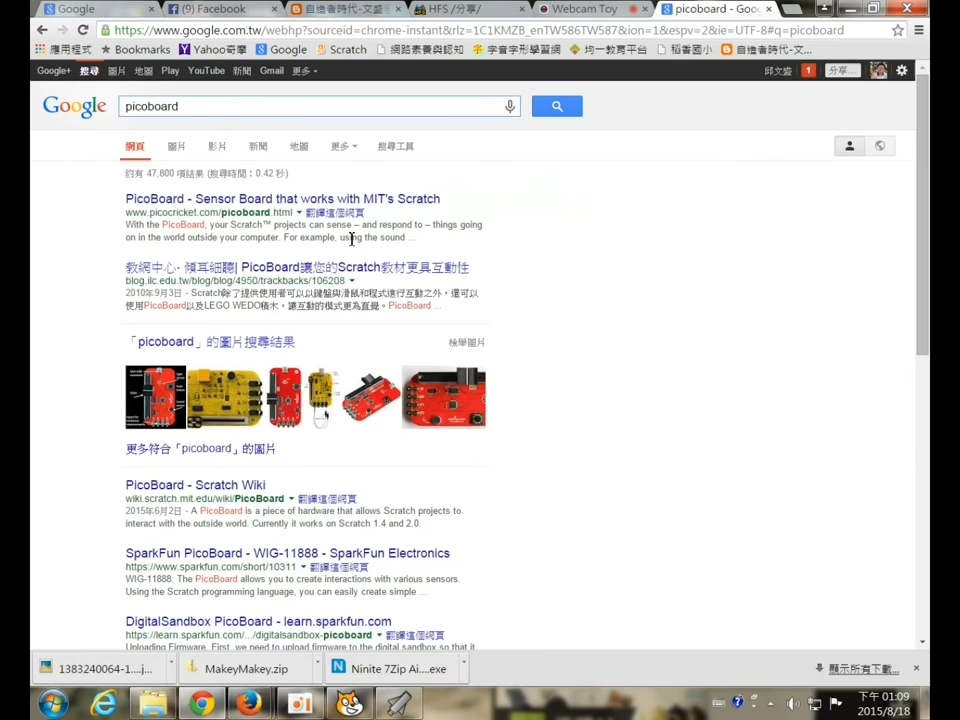 Google
(9) Facebook
自造者時代-文盛
HFS /分享/
Webcam Toy
picoboard - Goo
https://www.google.com.tw/webhp?sourceid=chrome-instant&rlz=1C1KMZB_enTW586TW587&ion=1&espv=2&ie=UTF-8#q=picoboard
應用程式 Bookmarks Yahoo奇摩 Google Scratch 網路素養與認知 字音字形學習網 均一教育平台 稻香國小 自造者時代-文...
Google+ 搜尋 圖片 地圖 Play YouTube 新聞 Gmail 更多
邱文盛 1 分享...
Google picoboard
網頁 圖片 影片 新聞 地圖 更多 搜尋工具
約有 47,800 項結果 (搜尋時間：0.42 秒)
PicoBoard - Sensor Board that works with MIT's Scratch
www.picocricket.com/picoboard.html 翻譯這個網頁
With the PicoBoard, your Scratch™ projects can sense – and respond to – things going
on in the world outside your computer. For example, using the sound ...
教網中心‧ 傾耳細聽| PicoBoard讓您的Scratch教材更具互動性
blog.ilc.edu.tw/blog/blog/4950/trackbacks/106208
2010年9月3日 - Scratch除了提供使用者可以以鍵盤與滑鼠和程式進行互動之外，還可以
使用PicoBoard以及LEGO WEDO積木，讓互動的模式更為直覺。PicoBoard ...
「picoboard」的圖片搜尋結果
檢舉圖片
更多符合「picoboard」的圖片
PicoBoard - Scratch Wiki
wiki.scratch.mit.edu/wiki/PicoBoard 翻譯這個網頁
2015年6月2日 - A PicoBoard is a piece of hardware that allows Scratch projects to
interact with the outside world. Currently it works on Scratch 1.4 and 2.0.
SparkFun PicoBoard - WIG-11888 - SparkFun Electronics
https://www.sparkfun.com/short/10311 翻譯這個網頁
WIG-11888: The PicoBoard allows you to create interactions with various sensors.
Using the Scratch programming language, you can easily create simple ...
DigitalSandbox PicoBoard - learn.sparkfun.com
https://learn.sparkfun.com/.../digitalsandbox-picoboard 翻譯這個網頁
Uploading Firmware. First, we need to upload firmware to the digital sandbox so that it
1383240064-1....j...
MakeyMakey.zip
Ninite 7Zip Ai....exe
顯示所有下載...
下午 01:09
2015/8/18